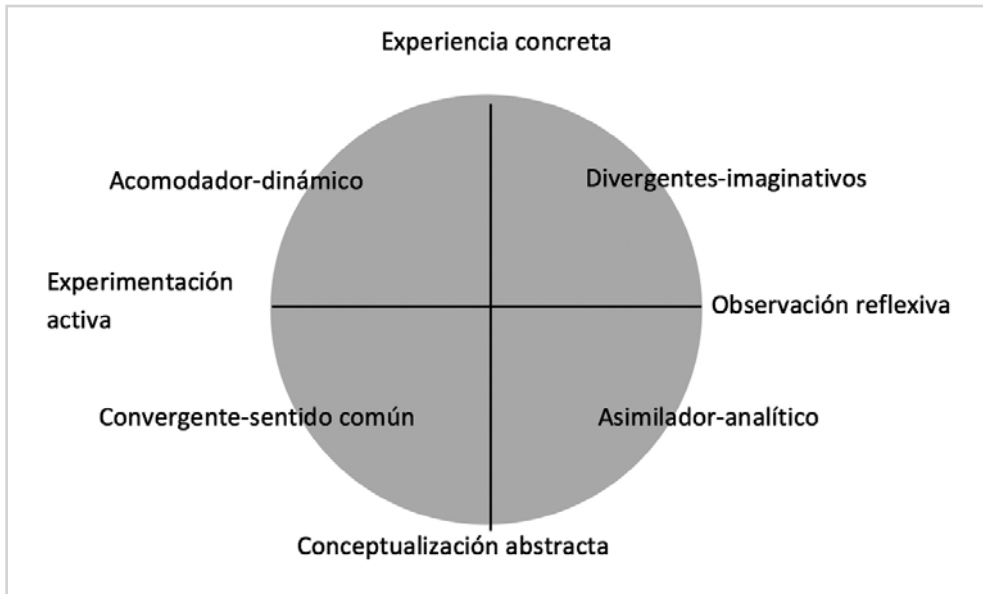 Experiencia concreta
Acomodador-dinámico
Divergentes-imaginativos
Experimentación
activa
Observación reflexiva
Convergente-sentido común
Asimilador-analítico
Conceptualización abstracta